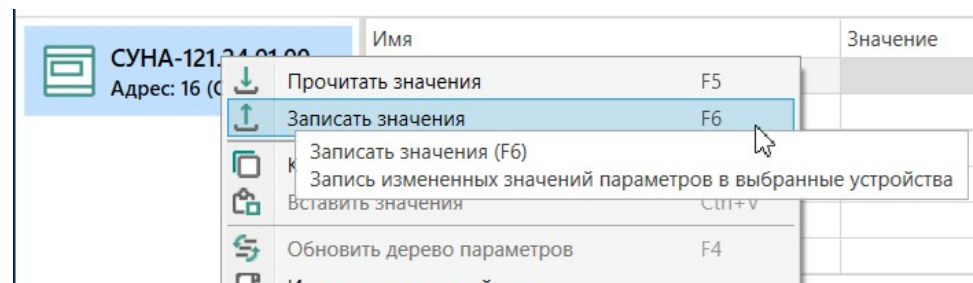 Имя
Значение
СУНА-121.24.01.00
Адрес: 16 (
Прочитать значения F5
Записать значения F6
Записать значения (F6)
Запись измененных значений параметров в выбранные устройства
Вставить значения Ctrl+V
Обновить дерево параметров F4